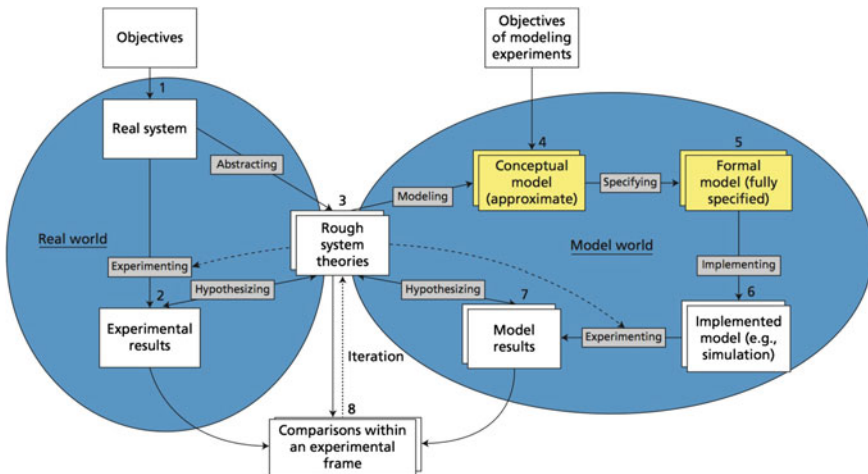 Objectives
Objectives
of modeling
experiments
1
Real system
Abstracting
4
Conceptual
model
(approximate)
Specifying
5
Formal
model (fully
specified)
3
Modeling
Rough
system
theories
Real world
Model world
Experimenting
Implementing
2
Hypothesizing
Hypothesizing
7
6
Experimental
results
Model
results
Experimenting
Implemented
model (e.g.,
simulation)
Iteration
8
Comparisons within
an experimental
frame